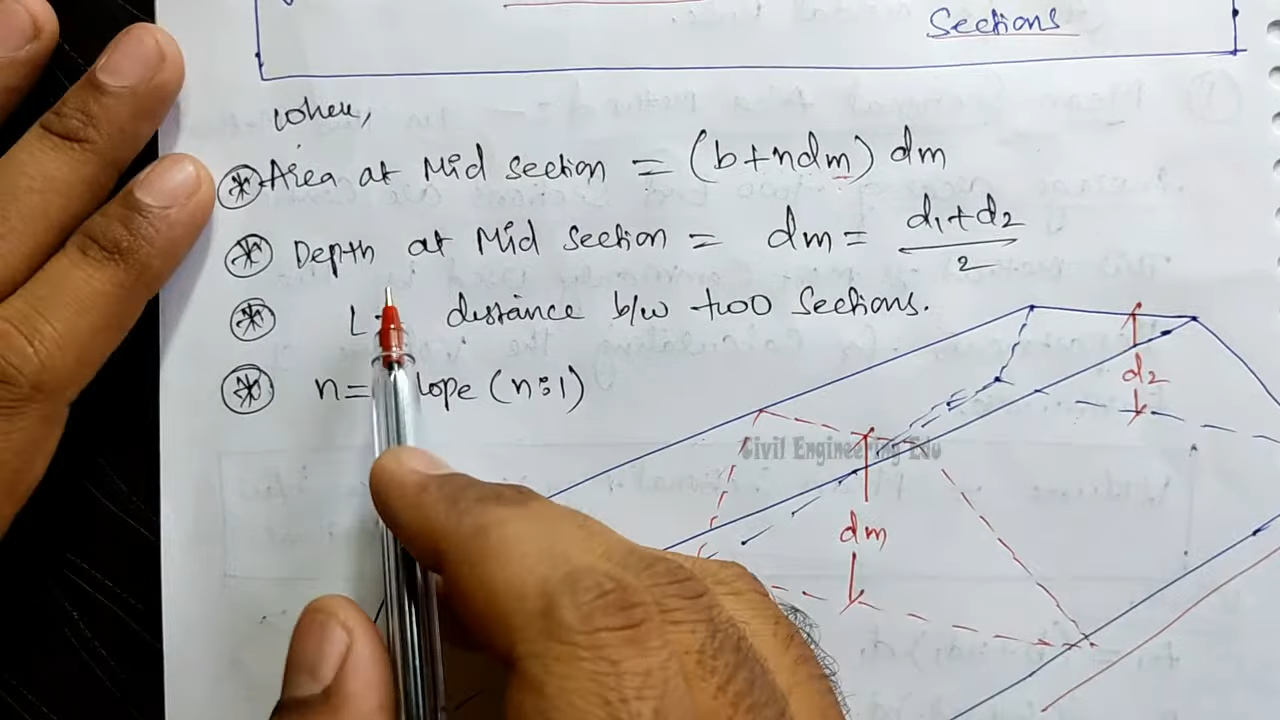 Sections
where,
* Area at Mid section = (b+ndm) dm
* Depth at Mid section = dm = d1+d2 / 2
* L= distance b/w two Sections.
* n= lope (n:1)
d2
Civil Engineering Edu
dm